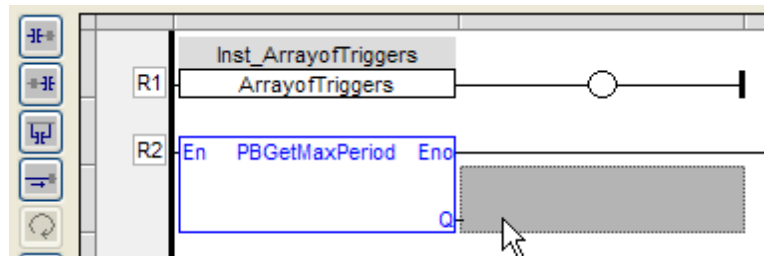 Inst_ArrayofTriggers
R1 ArrayofTriggers
R2 En PBGetMaxPeriod Eno
Q